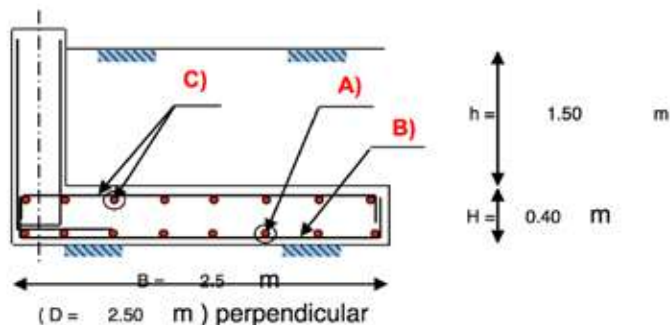 C)
A)
B)
h = 1.50 m
H = 0.40 m
B = 2.5 m
( D = 2.50 m ) perpendicular